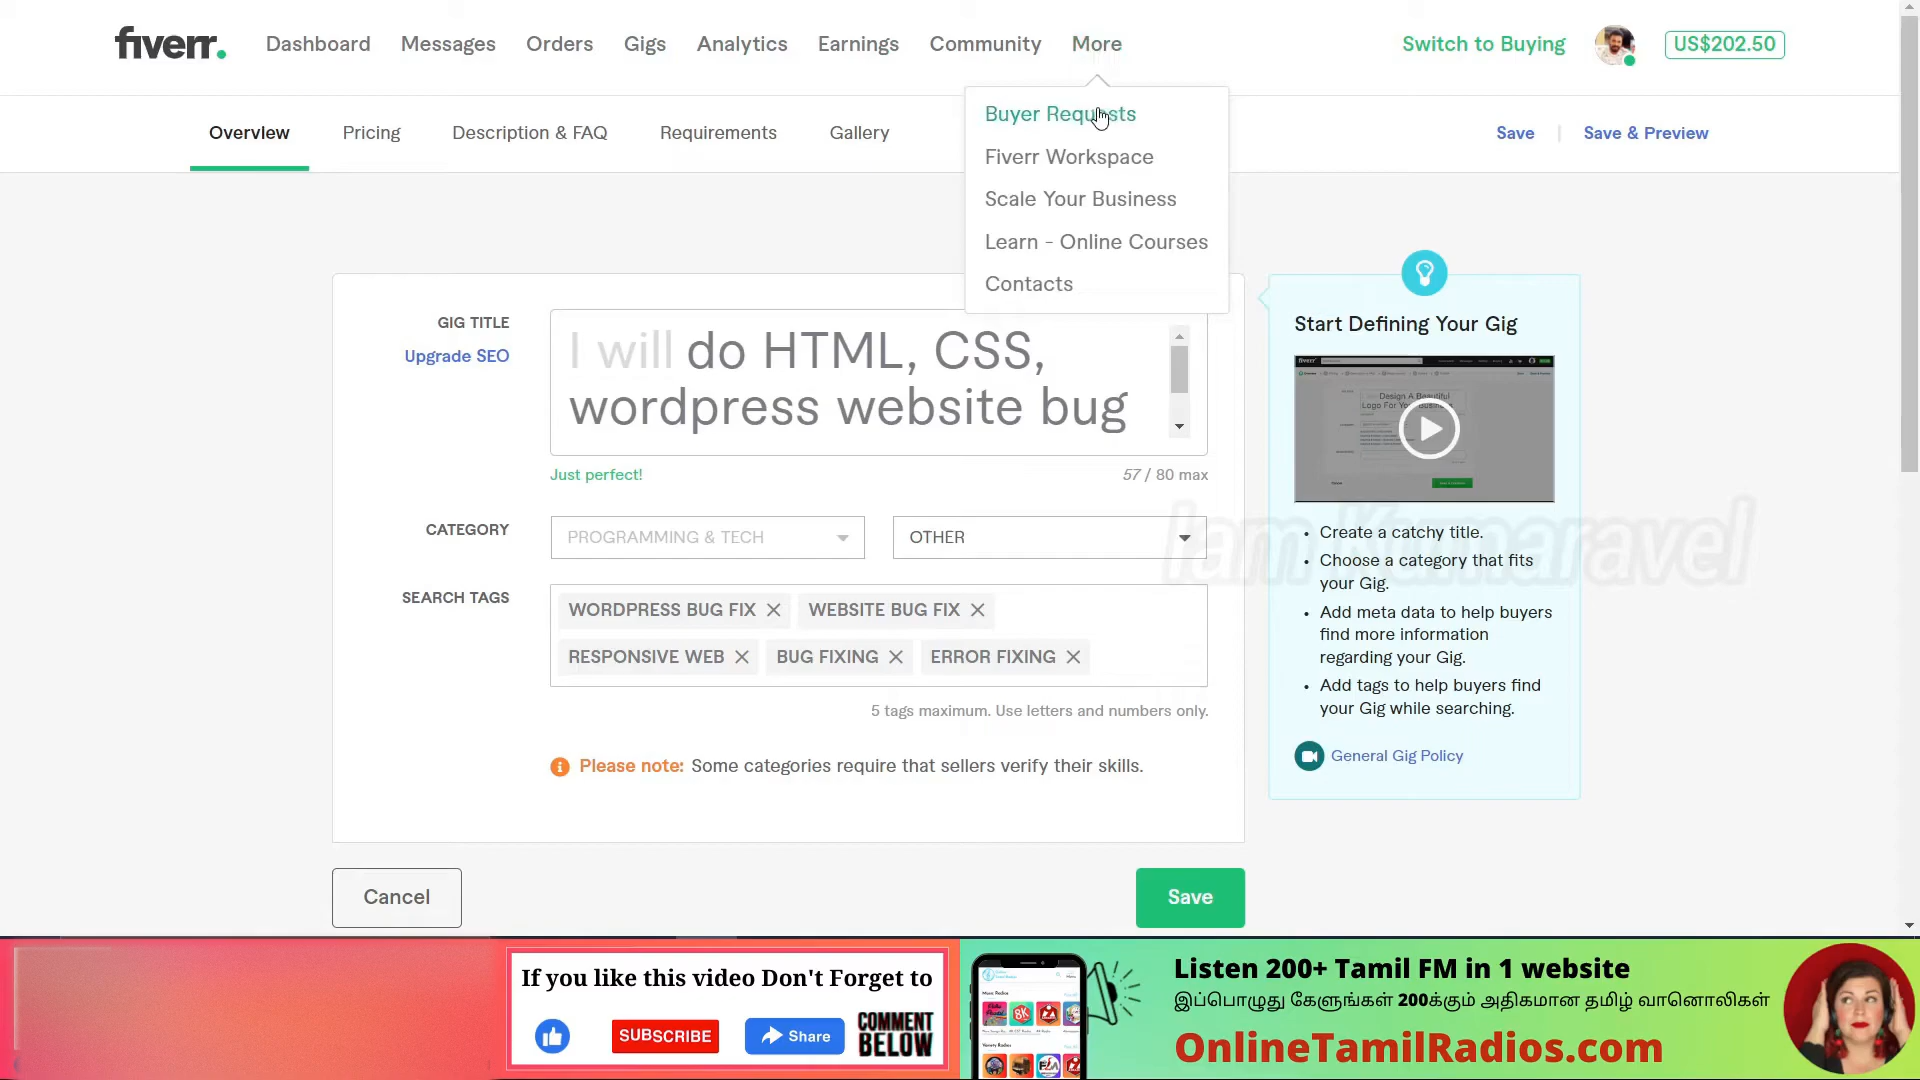 fiverr.
Dashboard
Messages
Orders
Gigs
Analytics
Earnings
Community
More
Switch to Buying
US$202.50
Buyer Requests
Fiverr Workspace
Scale Your Business
Learn - Online Courses
Contacts
Overview
Pricing
Description & FAQ
Requirements
Gallery
Save
Save & Preview
GIG TITLE
Upgrade SEO
I will do HTML, CSS,
wordpress website bug
Just perfect!
57 / 80 max
CATEGORY
PROGRAMMING & TECH
OTHER
SEARCH TAGS
WORDPRESS BUG FIX
WEBSITE BUG FIX
RESPONSIVE WEB
BUG FIXING
ERROR FIXING
5 tags maximum. Use letters and numbers only.
Please note: Some categories require that sellers verify their skills.
Cancel
Save
Start Defining Your Gig
Design A Beautiful
Logo For Your Business
Create a catchy title.
Choose a category that fits
your Gig.
Add meta data to help buyers
find more information
regarding your Gig.
Add tags to help buyers find
your Gig while searching.
General Gig Policy
Iam Kumaravel
If you like this video Don't Forget to
SUBSCRIBE
Share
COMMENT
BELOW
Listen 200+ Tamil FM in 1 website
இப்பொழுது கேளுங்கள் 200க்கும் அதிகமான தமிழ் வானொலிகள்
OnlineTamilRadios.com